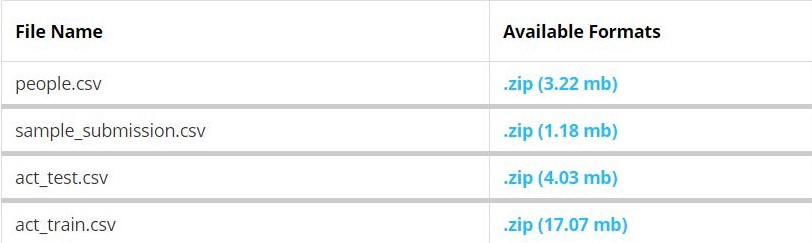 File Name Available Formats
people.csv .zip (3.22 mb)
sample_submission.csv .zip (1.18 mb)
act_test.csv .zip (4.03 mb)
act_train.csv .zip (17.07 mb)